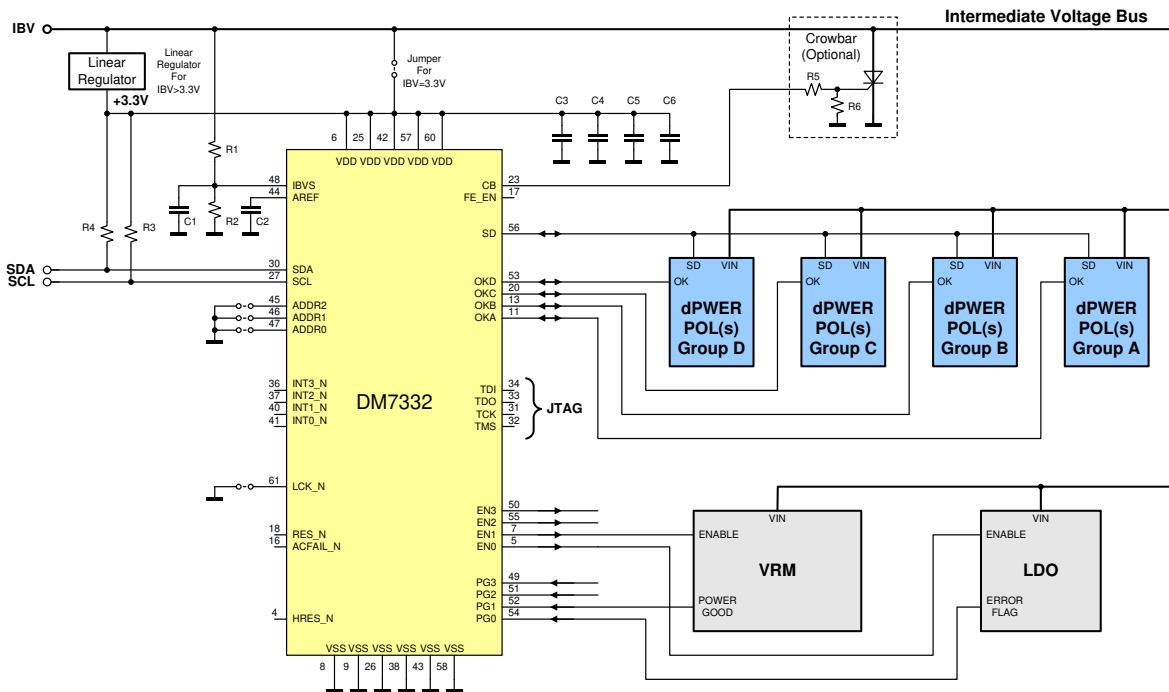 IBV
Intermediate Voltage Bus
Linear
Regulator
Linear
Regulator
For
IBV>3.3V
+3.3V
Jumper
For
IBV=3.3V
Crowbar
(Optional)
R5
R6
C3 C4 C5 C6
6 25 42 57 60
VDD VDD VDD VDD VDD
R1
R2
C1
C2
R4
R3
48 IBVS
44 AREF
SDA
SCL
30 SDA
27 SCL
45 ADDR2
46 ADDR1
47 ADDR0
36 INT3_N
37 INT2_N
40 INT1_N
41 INT0_N
61 LCK_N
18 RES_N
16 ACFAIL_N
4 HRES_N
DM7332
CB 23
FE_EN 17
SD 56
OKD 53
OKC 20
OKB 13
OKA 11
TDI 34
TDO 33
TCK 31
TMS 32
JTAG
EN3 50
EN2 55
EN1 7
EN0 5
PG3 49
PG2 51
PG1 52
PG0 54
VSS VSS VSS VSS VSS VSS
8 9 26 38 43 58
SD VIN
OK
dPWER
POL(s)
Group D
SD VIN
OK
dPWER
POL(s)
Group C
SD VIN
OK
dPWER
POL(s)
Group B
SD VIN
OK
dPWER
POL(s)
Group A
VIN
ENABLE
VRM
POWER
GOOD
VIN
ENABLE
LDO
ERROR
FLAG